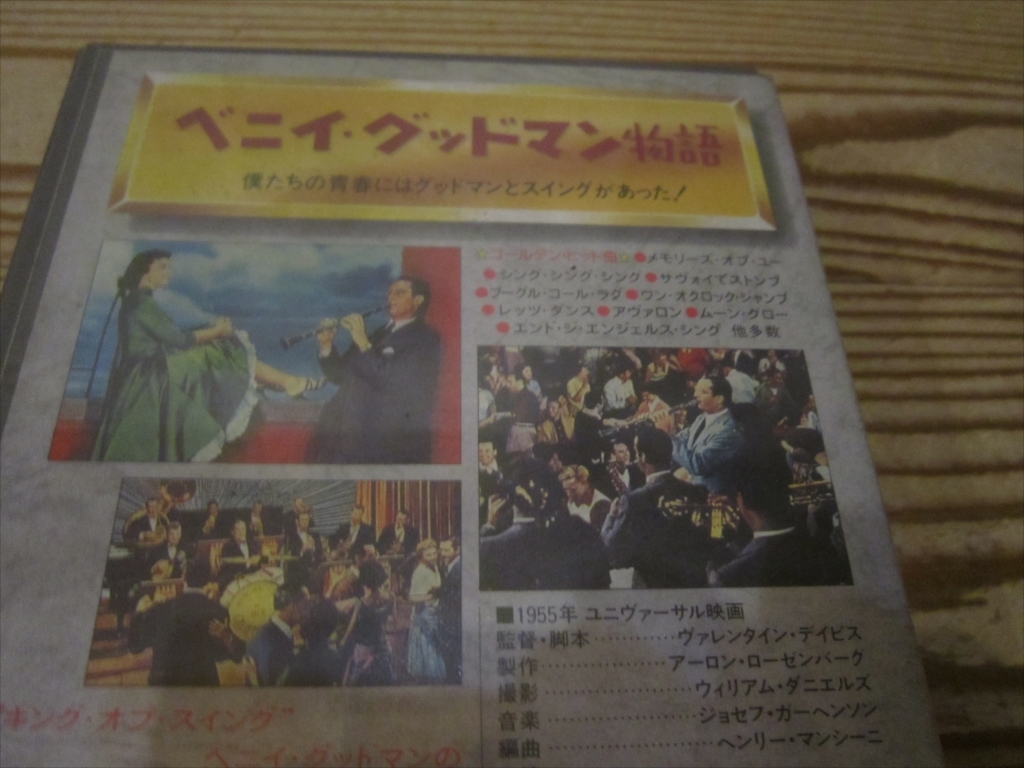 ベニイ・グッドマン物語
僕たちの青春にはグッドマンとスイングがあった！
☆ゴールデンヒット曲☆ ●メモリーズ・オブ・ユー
●シング・シング・シング ●サヴォイでストンプ
●ブーグル・コール・ラグ ●ワン・オクロック・ジャンプ
●レッツ・ダンス ●アヴァロン ●ムーン・グロー
●エンド・ジ・エンジェルス・シング 他多数
■1955年 ユニヴァーサル映画
監督・脚本…………ヴァレンタイン・デイビス
製作…………………アーロン・ローゼンバーグ
撮影…………………ウィリアム・ダニエルズ
音楽…………………ジョセフ・ガーヘンソン
編曲…………………ヘンリー・マンシーニ
"キング・オブ・スイング"
ベニイ・グッドマンの